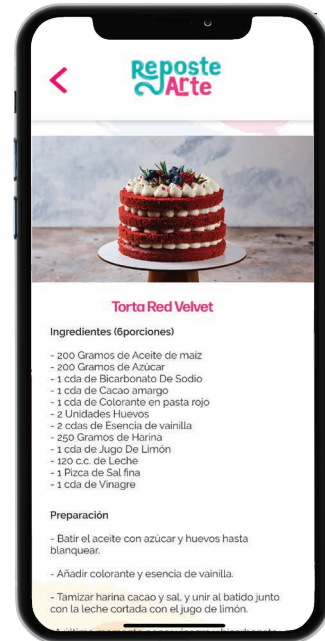 Reposte
Arte
Torta Red Velvet
Ingredientes (6porciones)
- 200 Gramos de Aceite de maíz
- 200 Gramos de Azúcar
- 1 cda de Bicarbonato De Sodio
- 1 cda de Cacao amargo
- 1 cda de Colorante en pasta rojo
- 2 Unidades Huevos
- 2 cdas de Esencia de vainilla
- 250 Gramos de Harina
- 1 cda de Jugo De Limón
- 120 c.c. de Leche
- 1 Pizca de Sal fina
- 1 cda de Vinagre
Preparación
- Batir el aceite con azúcar y huevos hasta
blanquear.
- Añadir colorante y esencia de vainilla.
- Tamizar harina cacao y sal, y unir al batido junto
con la leche cortada con el jugo de limón.